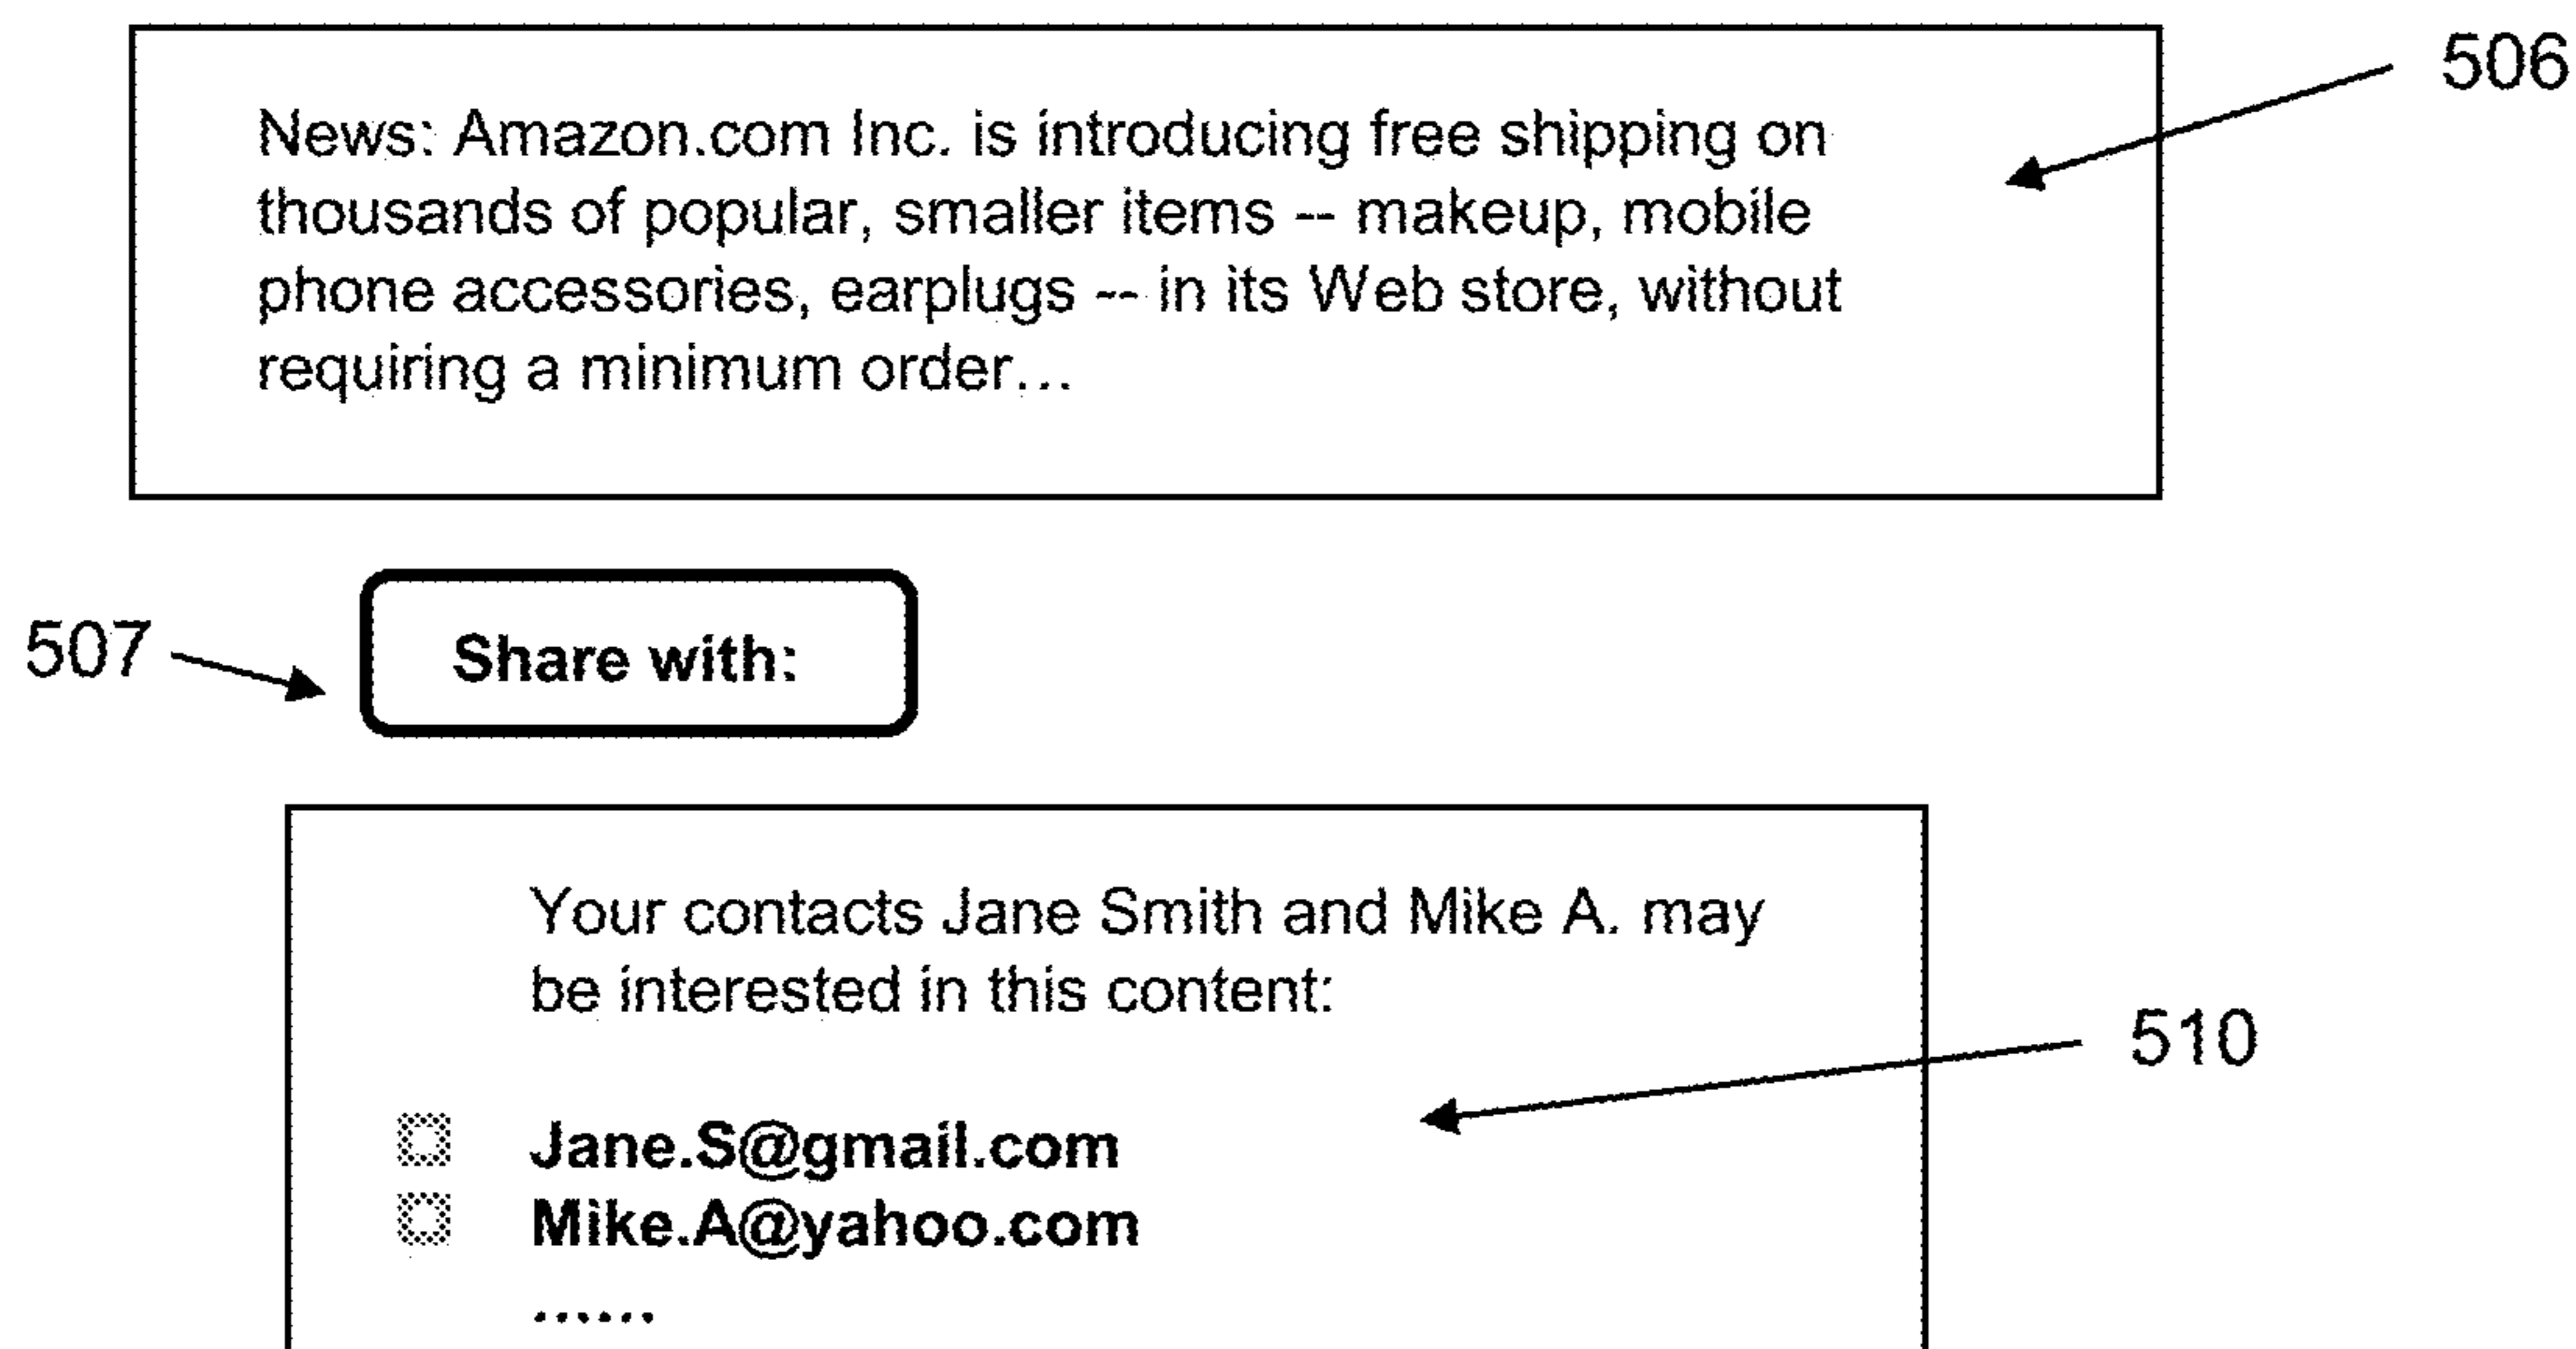 506
News: Amazon.com Inc. is introducing free shipping on
thousands of popular, smaller items -- makeup, mobile
phone accessories, earplugs -- in its Web store, without
requiring a minimum order...
507
Share with:
Your contacts Jane Smith and Mike A. may
be interested in this content:
510
Jane.S@gmail.com
Mike.A@yahoo.com
......